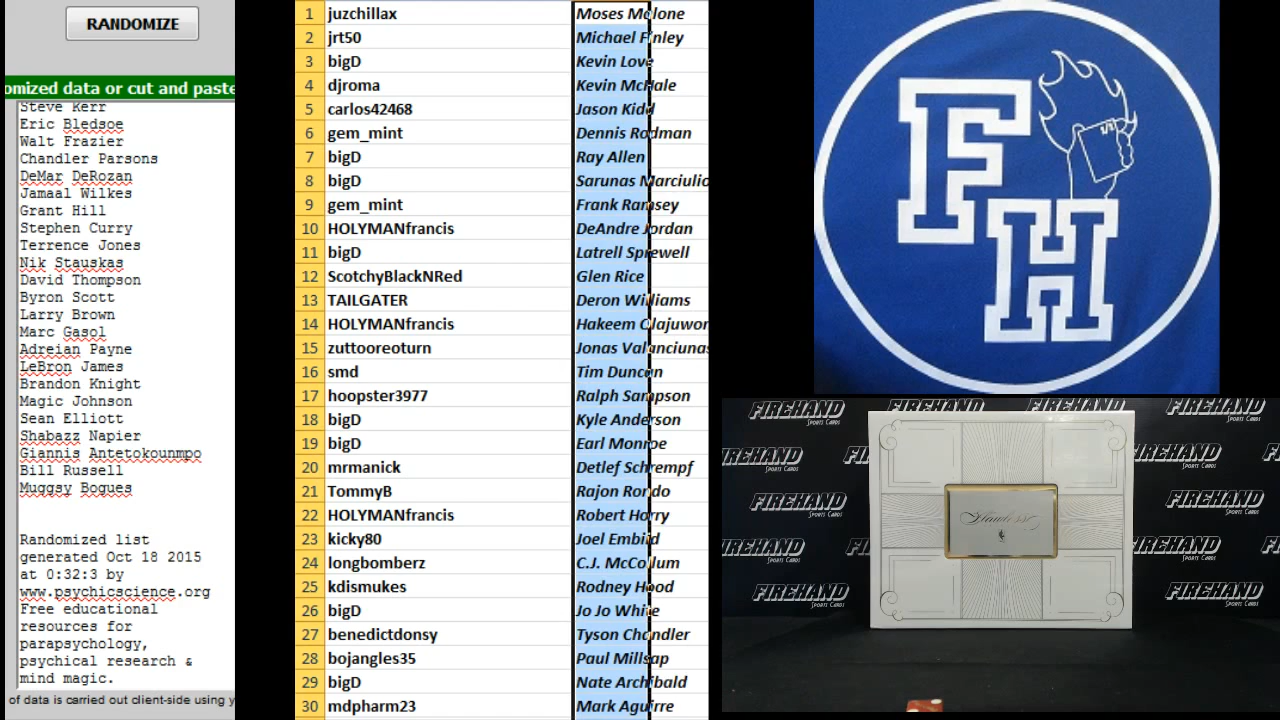 RANDOMIZE
omized data or cut and paste
Steve Kerr
Eric Bledsoe
Walt Frazier
Chandler Parsons
DeMar DeRozan
Jamaal Wilkes
Grant Hill
Stephen Curry
Terrence Jones
Nik Stauskas
David Thompson
Byron Scott
Larry Brown
Marc Gasol
Adreian Payne
LeBron James
Brandon Knight
Magic Johnson
Sean Elliott
Shabazz Napier
Giannis Antetokounmpo
Bill Russell
Muggsy Bogues
Randomized list
generated Oct 18 2015
at 0:32:3 by
www.psychicscience.org
Free educational
resources for
parapsychology,
psychical research &
mind magic.
of data is carried out client-side using y
1 juzchillax Moses Malone
2 jrt50 Michael Finley
3 bigD Kevin Love
4 djroma Kevin McHale
5 carlos42468 Jason Kidd
6 gem_mint Dennis Rodman
7 bigD Ray Allen
8 bigD Sarunas Marciulio
9 gem_mint Frank Ramsey
10 HOLYMANfrancis DeAndre Jordan
11 bigD Latrell Sprewell
12 ScotchyBlackNRed Glen Rice
13 TAILGATER Deron Williams
14 HOLYMANfrancis Hakeem Olajuwon
15 zuttooreoturn Jonas Valanciunas
16 smd Tim Duncan
17 hoopster3977 Ralph Sampson
18 bigD Kyle Anderson
19 bigD Earl Monroe
20 mrmanick Detlef Schrempf
21 TommyB Rajon Rondo
22 HOLYMANfrancis Robert Horry
23 kicky80 Joel Embiid
24 longbomberz C.J. McCollum
25 kdismukes Rodney Hood
26 bigD Jo Jo White
27 benedictdonsy Tyson Chandler
28 bojangles35 Paul Millsap
29 bigD Nate Archibald
30 mdpharm23 Mark Aguirre
FH
1/1
FIREHAND
SPORTS CARDS
Flawless